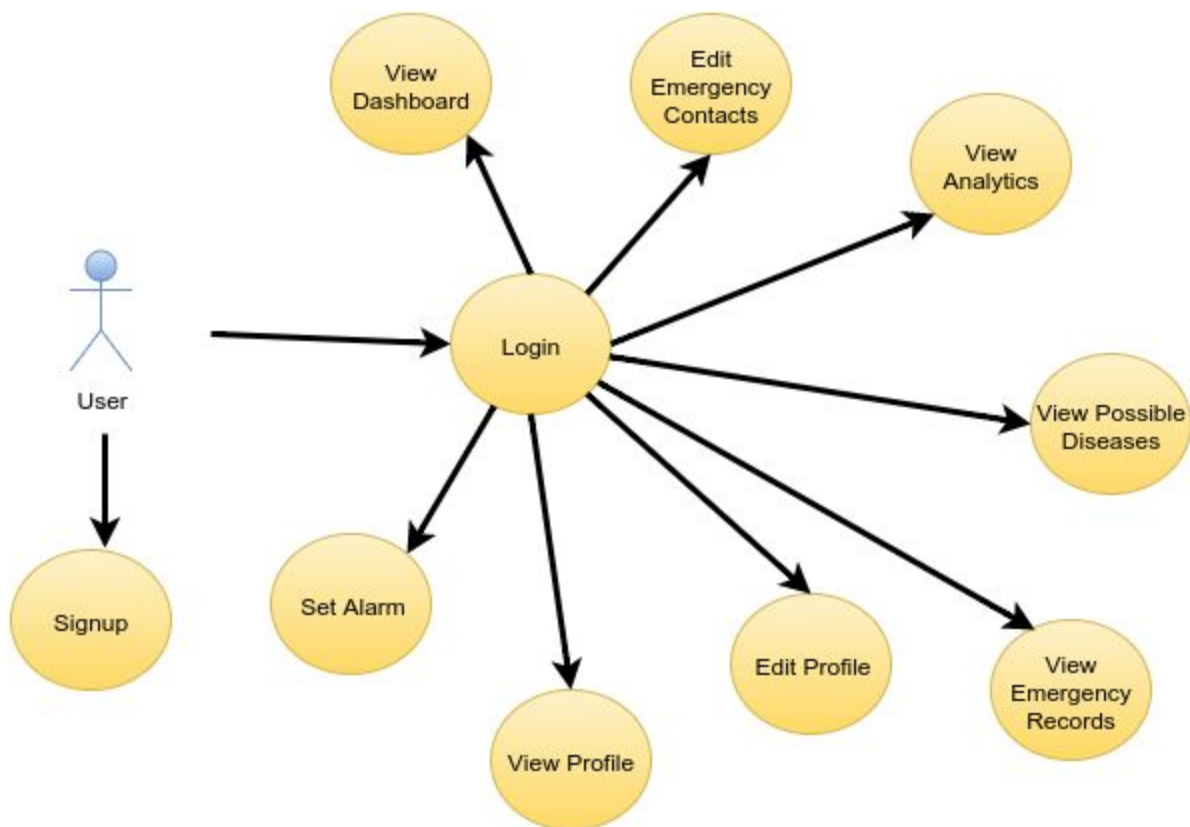 View
Dashboard
Edit
Emergency
Contacts
View
Analytics
Login
User
View Possible
Diseases
Set Alarm
Signup
Edit Profile
View
Emergency
Records
View Profile